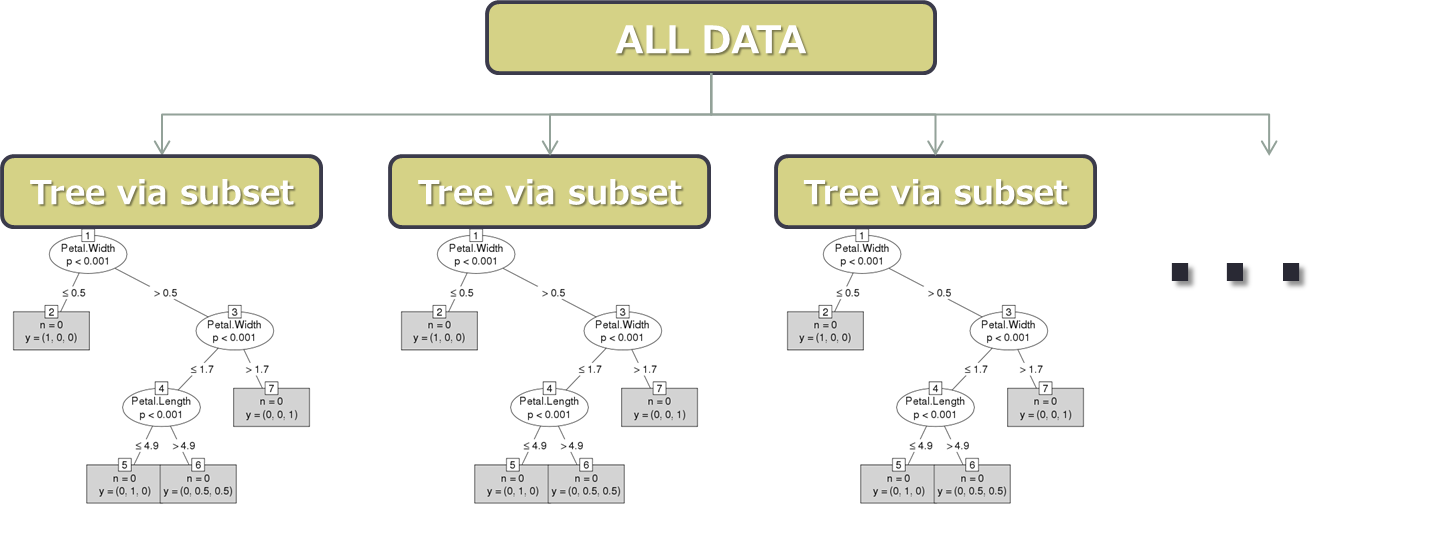 ALL DATA
Tree via subset
Tree via subset
Tree via subset
1
Petal.Width
p < 0.001
≤ 0.5
> 0.5
2
n = 0
y = (1, 0, 0)
3
Petal.Width
p < 0.001
≤ 1.7
> 1.7
4
Petal.Length
p < 0.001
7
n = 0
y = (0, 0, 1)
≤ 4.9
> 4.9
5
n = 0
y = (0, 1, 0)
6
n = 0
y = (0, 0.5, 0.5)
1
Petal.Width
p < 0.001
≤ 0.5
> 0.5
2
n = 0
y = (1, 0, 0)
3
Petal.Width
p < 0.001
≤ 1.7
> 1.7
4
Petal.Length
p < 0.001
7
n = 0
y = (0, 0, 1)
≤ 4.9
> 4.9
5
n = 0
y = (0, 1, 0)
6
n = 0
y = (0, 0.5, 0.5)
1
Petal.Width
p < 0.001
≤ 0.5
> 0.5
2
n = 0
y = (1, 0, 0)
3
Petal.Width
p < 0.001
≤ 1.7
> 1.7
4
Petal.Length
p < 0.001
7
n = 0
y = (0, 0, 1)
≤ 4.9
> 4.9
5
n = 0
y = (0, 1, 0)
6
n = 0
y = (0, 0.5, 0.5)